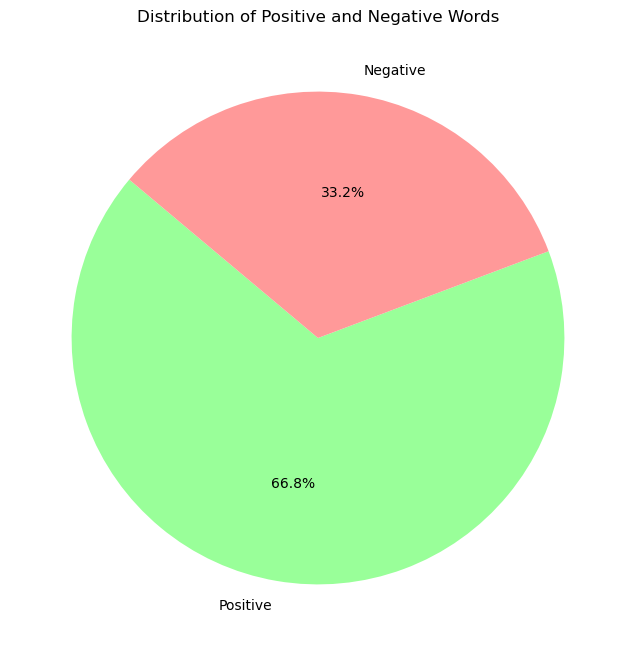 Distribution of Positive and Negative Words
Negative
33.2%
66.8%
Positive